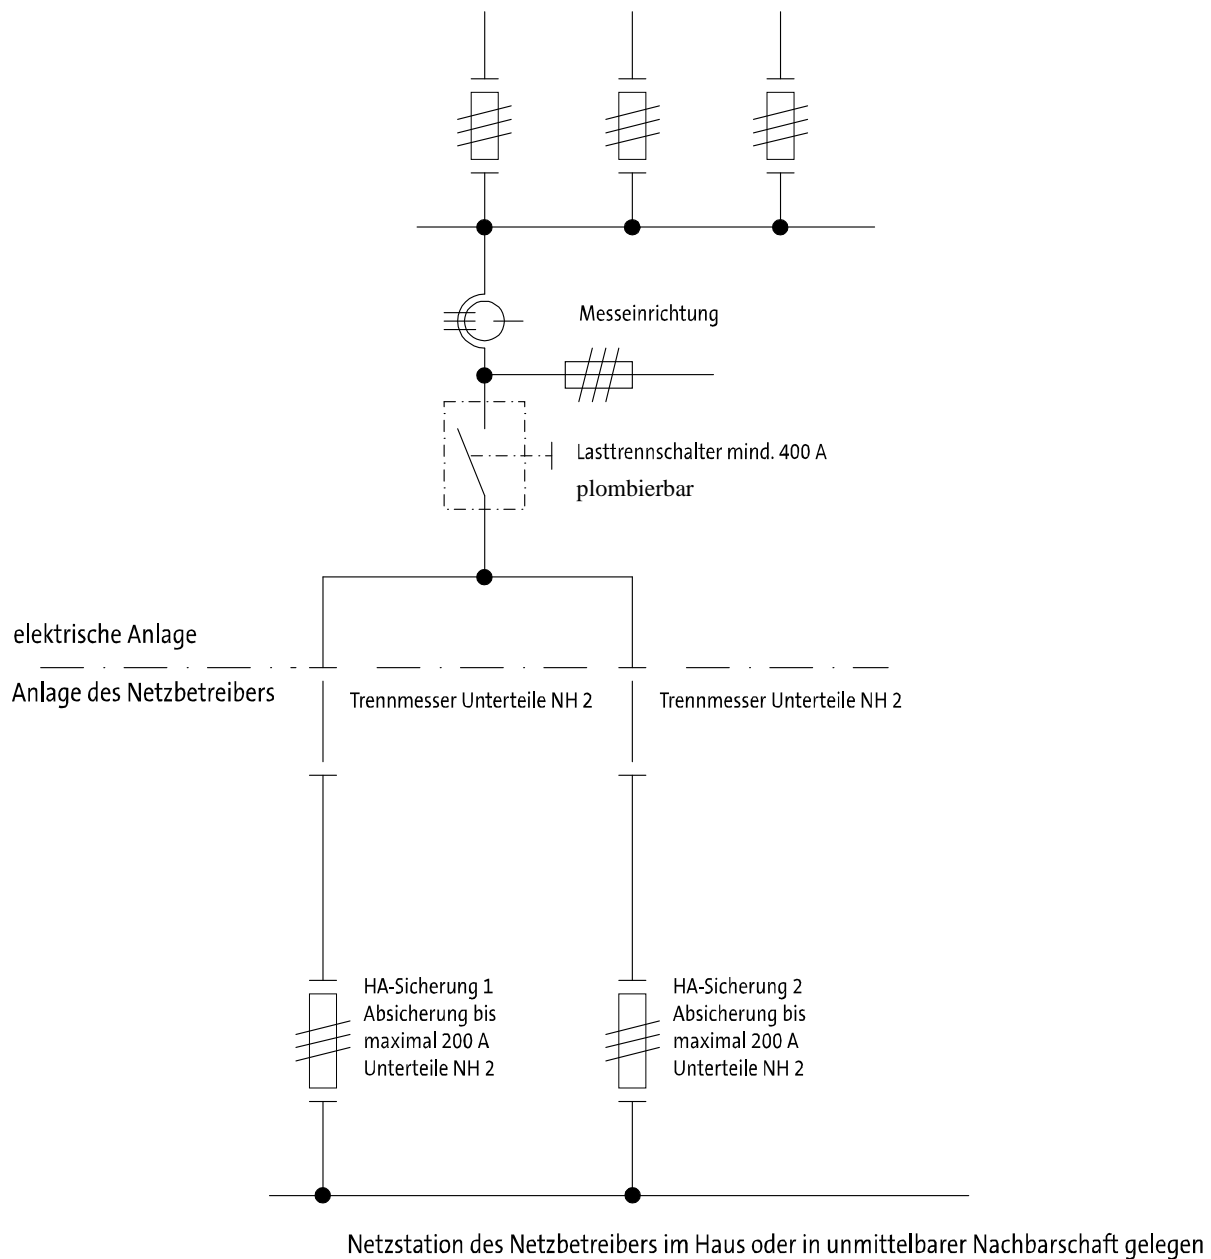 Messeinrichtung
Lasttrennschalter mind. 400 A
plombierbar
elektrische Anlage
Anlage des Netzbetreibers
Trennmesser Unterteile NH 2
Trennmesser Unterteile NH 2
HA-Sicherung 1
Absicherung bis
maximal 200 A
Unterteile NH 2
HA-Sicherung 2
Absicherung bis
maximal 200 A
Unterteile NH 2
Netzstation des Netzbetreibers im Haus oder in unmittelbarer Nachbarschaft gelegen